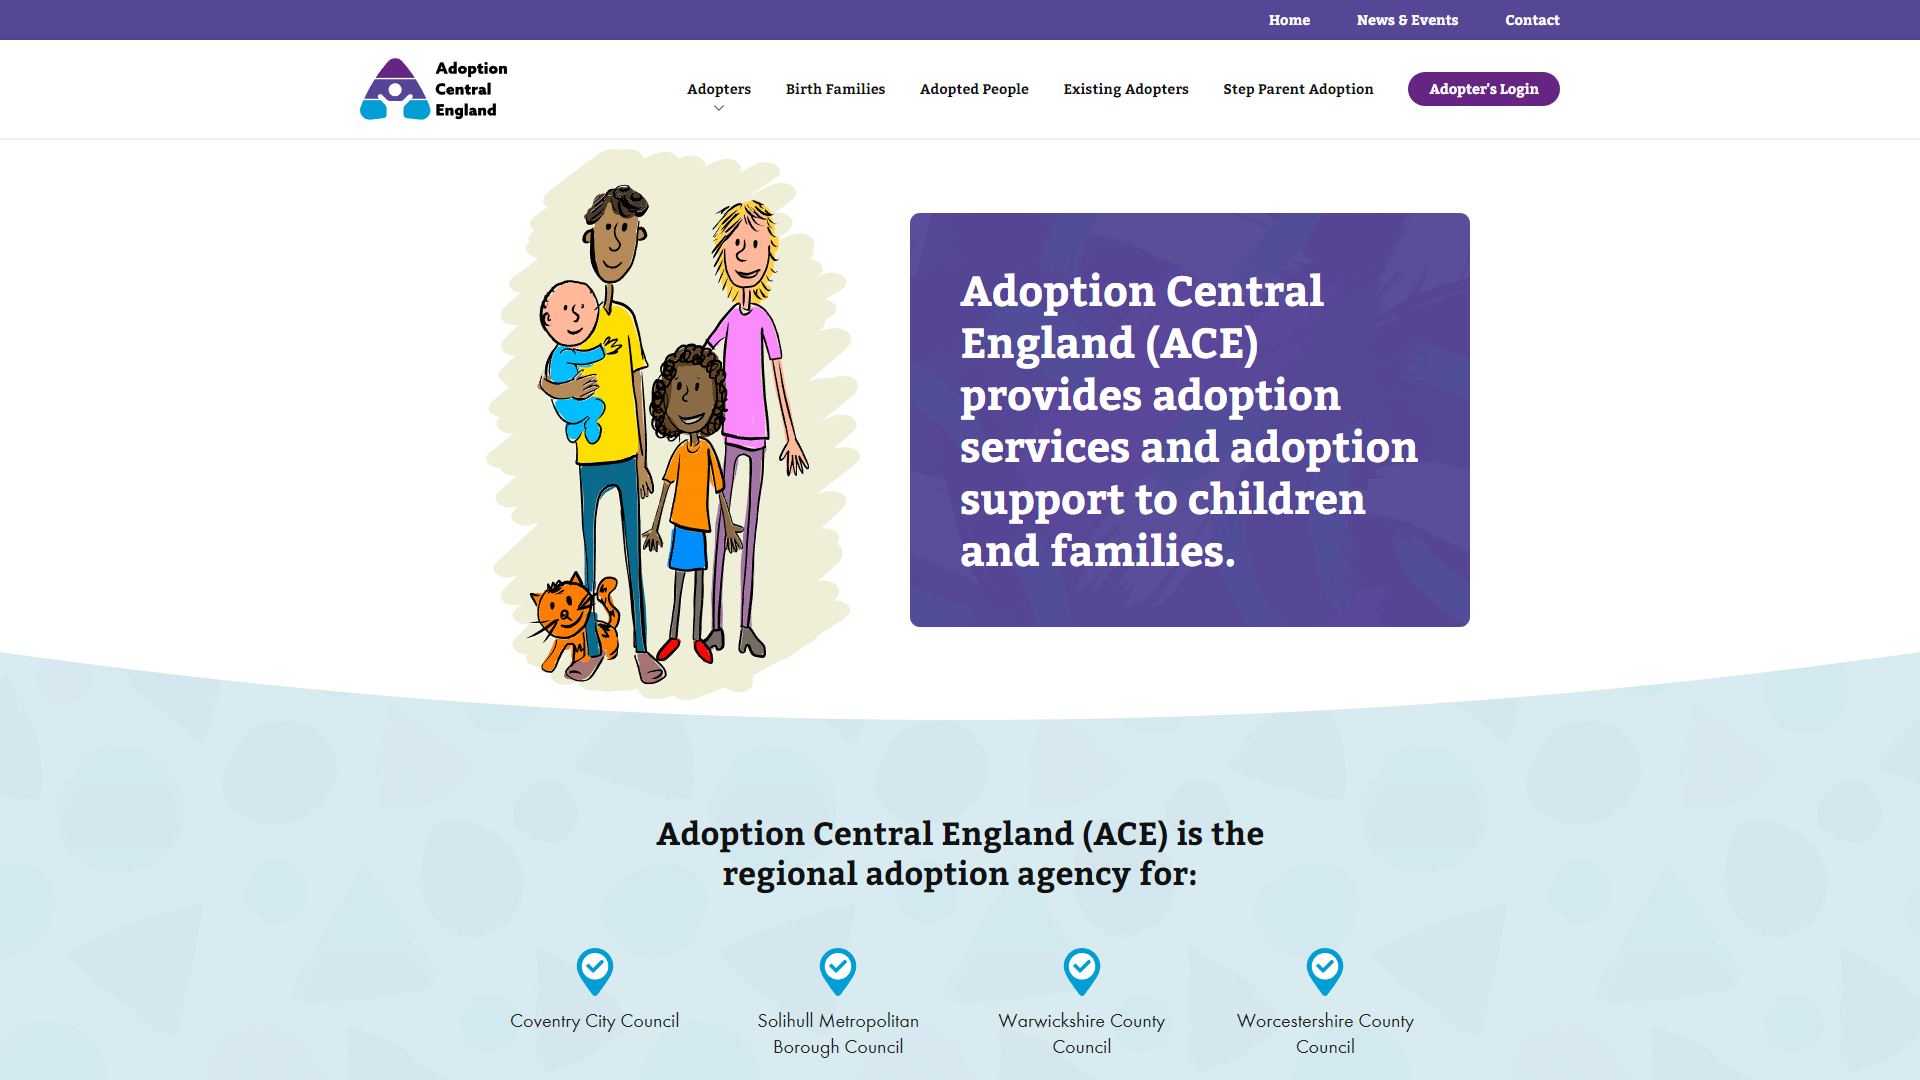 Home News & Events Contact
Adoption
Central
England
Adopters Birth Families Adopted People Existing Adopters Step Parent Adoption Adopter's Login
Adoption Central
England (ACE)
provides adoption
services and adoption
support to children
and families.
Adoption Central England (ACE) is the
regional adoption agency for:
Coventry City Council
Solihull Metropolitan
Borough Council
Warwickshire County
Council
Worcestershire County
Council